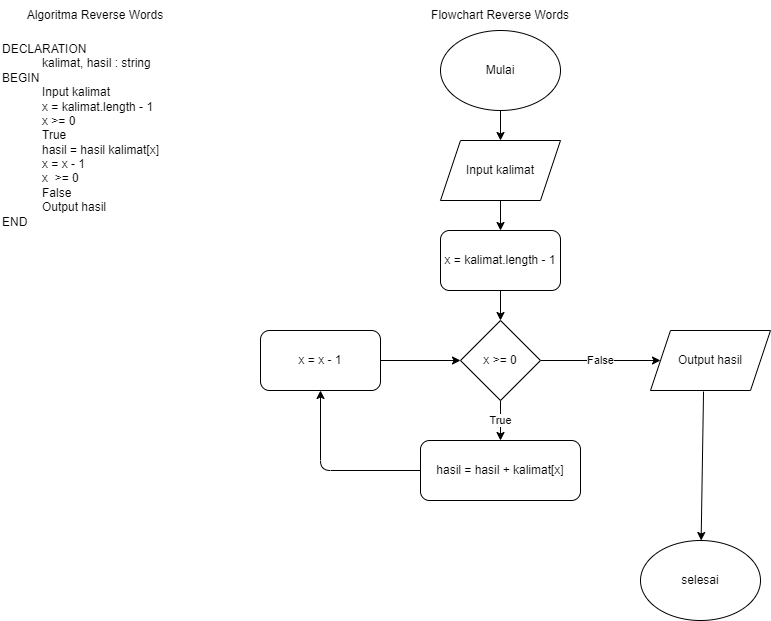 Algoritma Reverse Words
DECLARATION
kalimat, hasil : string
BEGIN
Input kalimat
x = kalimat.length - 1
x >= 0
True
hasil = hasil kalimat[x]
x = x - 1
x  >= 0
False
Output hasil
END
Flowchart Reverse Words
Mulai
Input kalimat
x = kalimat.length - 1
x = x - 1
x >= 0
False
Output hasil
True
hasil = hasil + kalimat[x]
selesai